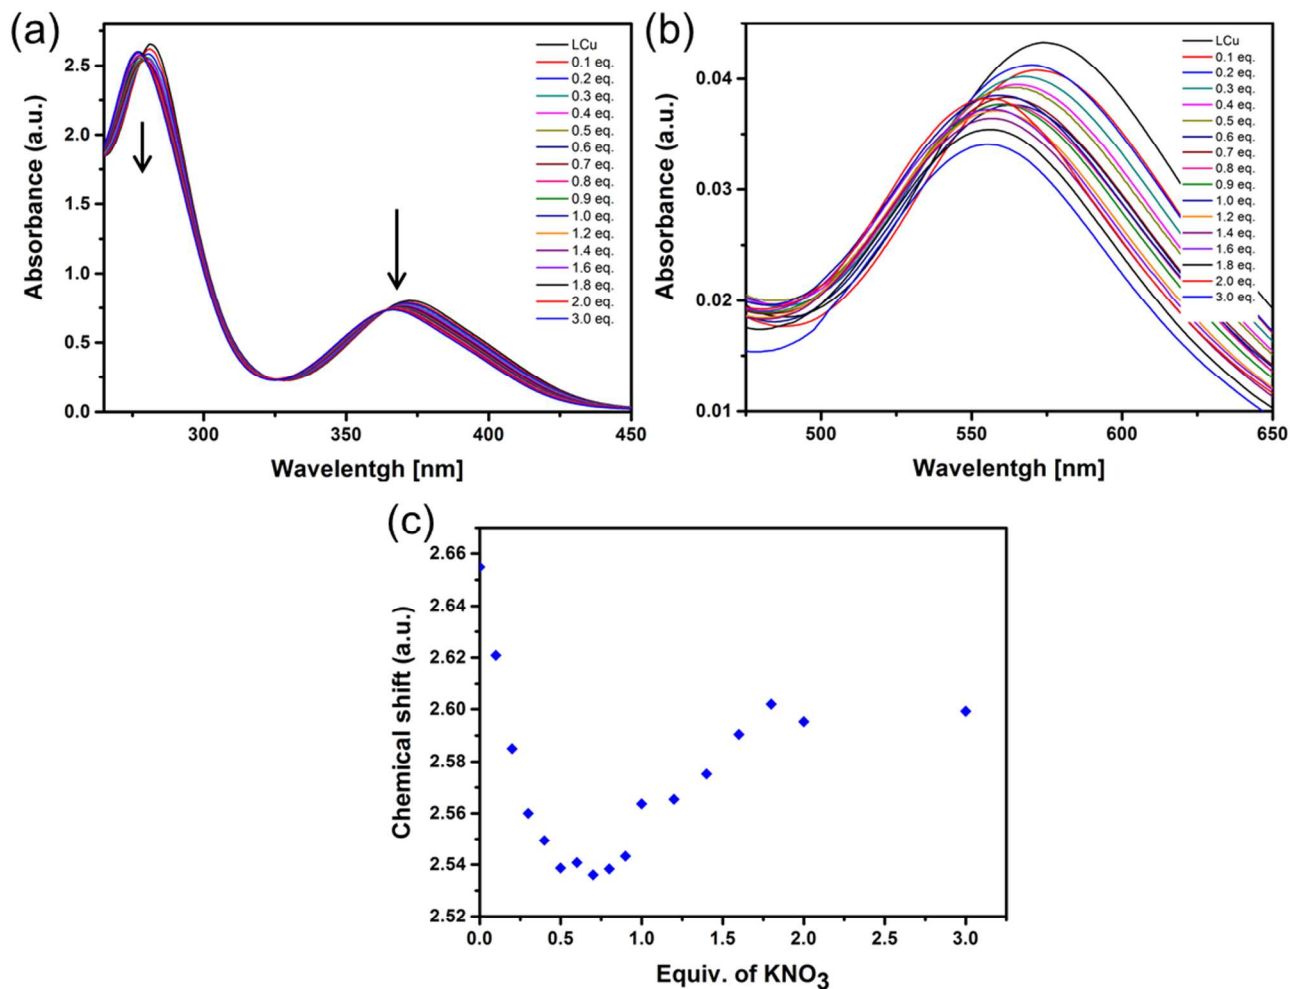 (a)
Absorbance (a.u.)
2.5
2.0
1.5
1.0
0.5
0.0
300
350
400
450
Wavelentgh [nm]
LCu
0.1 eq.
0.2 eq.
0.3 eq.
0.4 eq.
0.5 eq.
0.6 eq.
0.7 eq.
0.8 eq.
0.9 eq.
1.0 eq.
1.2 eq.
1.4 eq.
1.6 eq.
1.8 eq.
2.0 eq.
3.0 eq.
(b)
Absorbance (a.u.)
0.04
0.03
0.02
0.01
500
550
600
650
Wavelentgh [nm]
LCu
0.1 eq.
0.2 eq.
0.3 eq.
0.4 eq.
0.5 eq.
0.6 eq.
0.7 eq.
0.8 eq.
0.9 eq.
1.0 eq.
1.2 eq.
1.4 eq.
1.6 eq.
1.8 eq.
2.0 eq.
3.0 eq.
(c)
Chemical shift (a.u.)
2.66
2.64
2.62
2.60
2.58
2.56
2.54
2.52
0.0
0.5
1.0
1.5
2.0
2.5
3.0
Equiv. of KNO₃